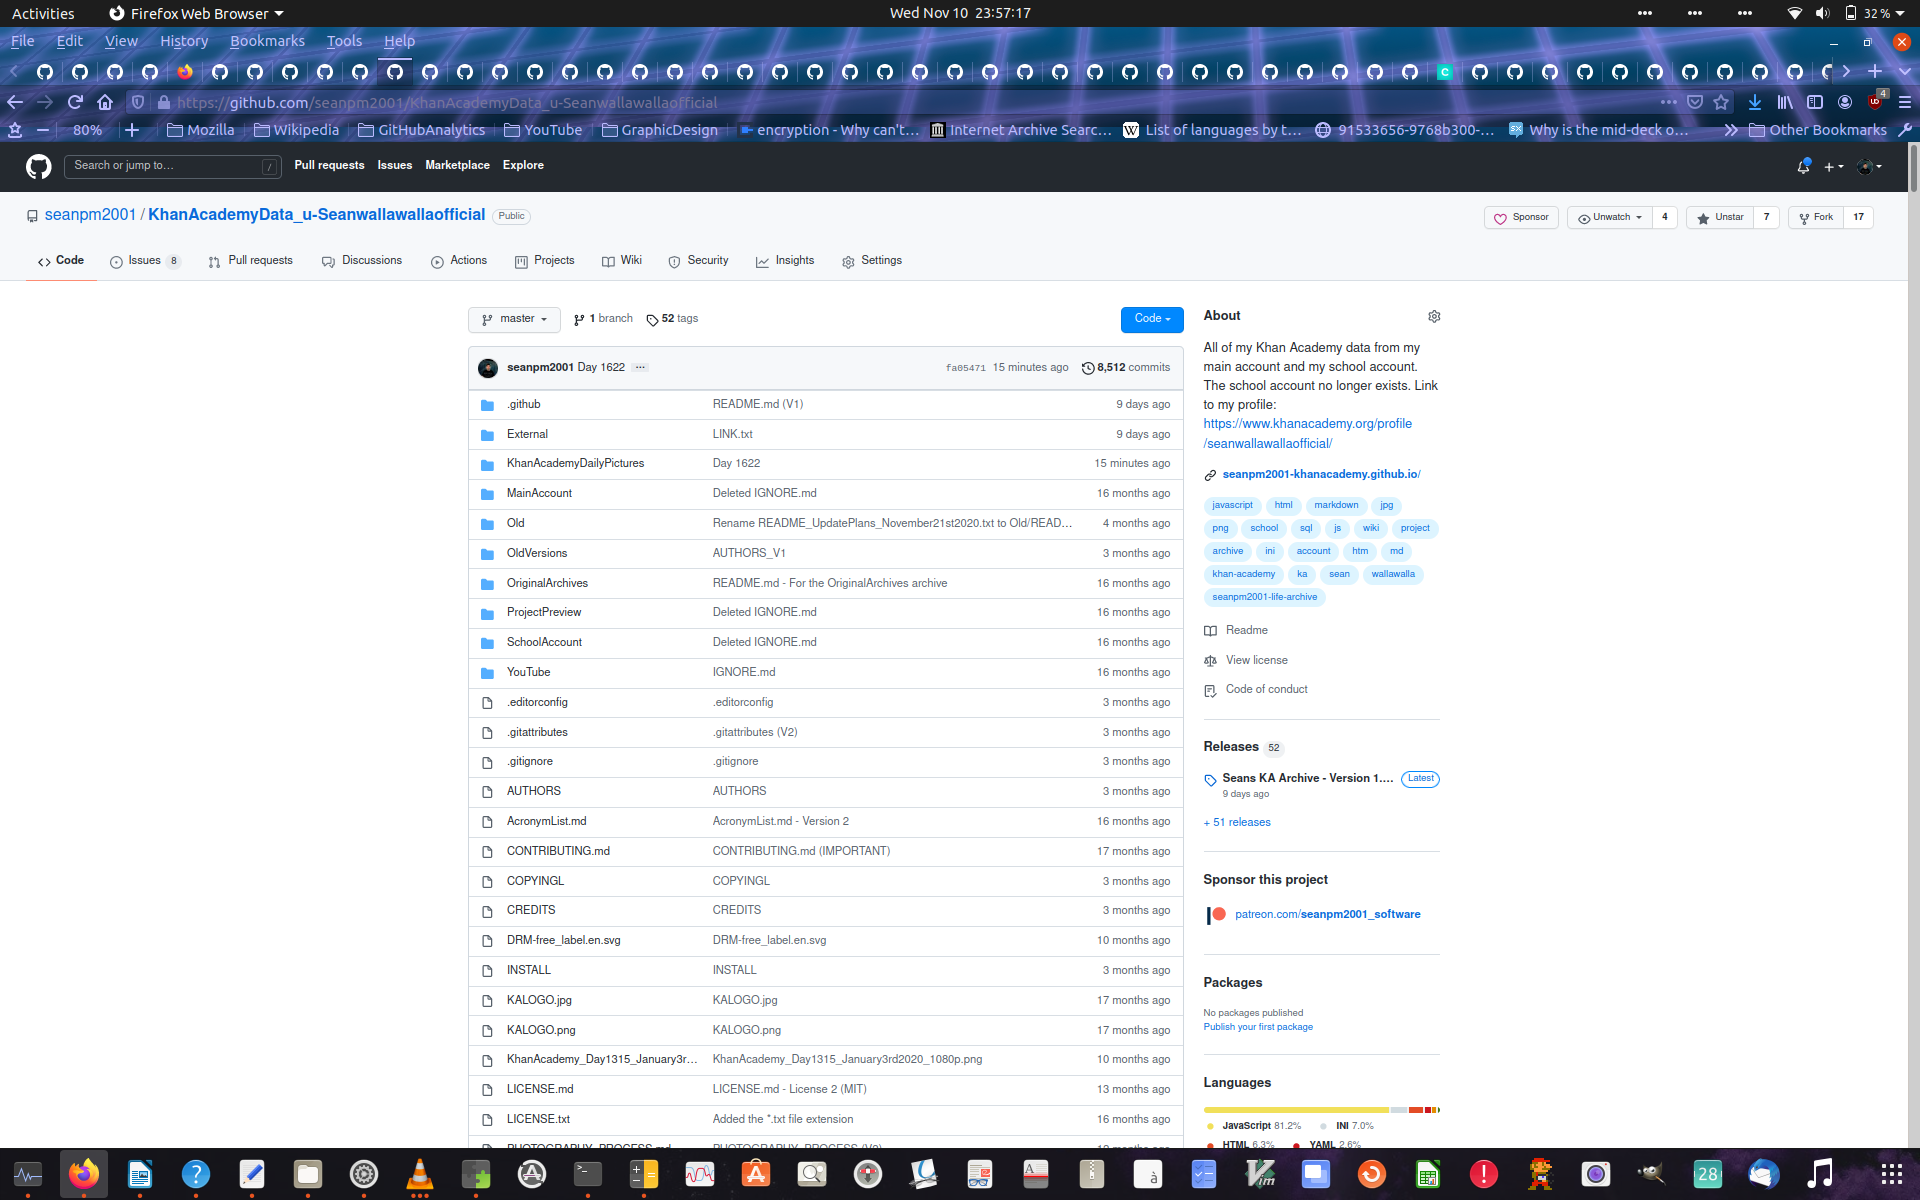 Activities
Firefox Web Browser
Wed Nov 10 23:57:17
32 %
File Edit View History Bookmarks Tools Help
https://github.com/seanpm2001/KhanAcademyData_u-Seanwallawallaofficial
4
80%
Mozilla
Wikipedia
GitHubAnalytics
YouTube
GraphicDesign
encryption - Why can't…
Internet Archive Searc…
List of languages by t…
91533656-9768b300-…
Why is the mid-deck o…
Other Bookmarks
Search or jump to…
/
Pull requests Issues Marketplace Explore
seanpm2001 / KhanAcademyData_u-Seanwallawallaofficial Public
Sponsor
Unwatch 4
Unstar 7
Fork 17
Code
Issues 8
Pull requests
Discussions
Actions
Projects
Wiki
Security
Insights
Settings
master
1 branch
52 tags
Code
seanpm2001 Day 1622 ... fa05471 15 minutes ago 8,512 commits
.github README.md (V1) 9 days ago
External LINK.txt 9 days ago
KhanAcademyDailyPictures Day 1622 15 minutes ago
MainAccount Deleted IGNORE.md 16 months ago
Old Rename README_UpdatePlans_November21st2020.txt to Old/READ… 4 months ago
OldVersions AUTHORS_V1 3 months ago
OriginalArchives README.md - For the OriginalArchives archive 16 months ago
ProjectPreview Deleted IGNORE.md 16 months ago
SchoolAccount Deleted IGNORE.md 16 months ago
YouTube IGNORE.md 16 months ago
.editorconfig .editorconfig 3 months ago
.gitattributes .gitattributes (V2) 3 months ago
.gitignore .gitignore 3 months ago
AUTHORS AUTHORS 3 months ago
AcronymList.md AcronymList.md - Version 2 16 months ago
CONTRIBUTING.md CONTRIBUTING.md (IMPORTANT) 17 months ago
COPYINGL COPYINGL 3 months ago
CREDITS CREDITS 3 months ago
DRM-free_label.en.svg DRM-free_label.en.svg 10 months ago
INSTALL INSTALL 3 months ago
KALOGO.jpg KALOGO.jpg 17 months ago
KALOGO.png KALOGO.png 17 months ago
KhanAcademy_Day1315_January3r… KhanAcademy_Day1315_January3rd2020_1080p.png 10 months ago
LICENSE.md LICENSE.md - License 2 (MIT) 13 months ago
LICENSE.txt Added the *.txt file extension 16 months ago
About
All of my Khan Academy data from my
main account and my school account.
The school account no longer exists. Link
to my profile:
https://www.khanacademy.org/profile
/seanwallawallaofficial/
seanpm2001-khanacademy.github.io/
javascript html markdown jpg
png school sql js wiki project
archive ini account htm md
khan-academy ka sean wallawalla
seanpm2001-life-archive
Readme
View license
Code of conduct
Releases 52
Seans KA Archive - Version 1.… Latest
9 days ago
+ 51 releases
Sponsor this project
patreon.com/seanpm2001_software
Packages
No packages published
Publish your first package
Languages
JavaScript 81.2% INI 7.0%
HTML 6.3% YAML 2.6%
28